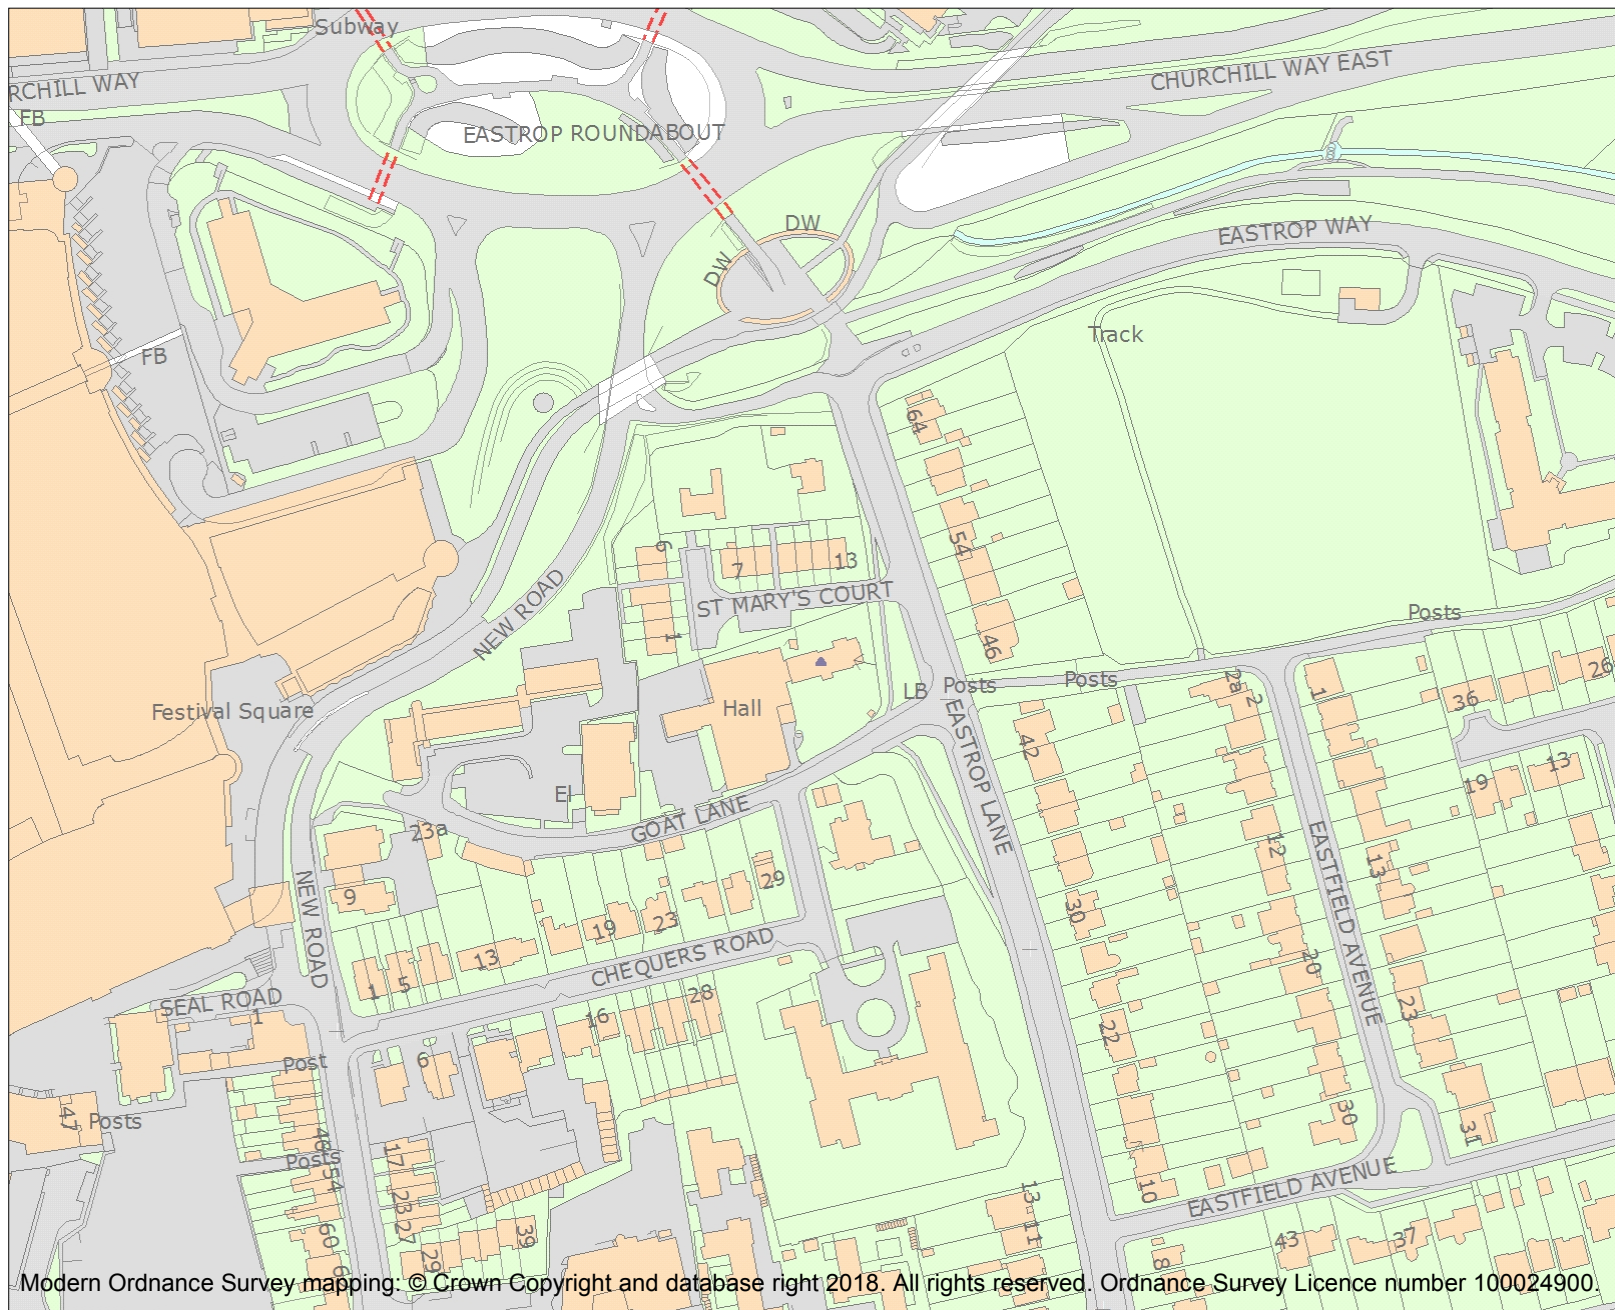 Subway
CHURCHILL WAY EAST
RCHILL WAY
FB
EASTROP ROUNDABOUT
DW
DW
EASTROP WAY
Track
FB
64
54
46
6
7
13
ST MARY'S COURT
1
NEW ROAD
Posts
Festival Square
Hall
LB
Posts
Posts
2a
2
1
36
26
42
EASTROP LANE
El
GOAT LANE
23a
19
13
12
13
EASTFIELD AVENUE
9
NEW ROAD
29
30
19
23
13
CHEQUERS ROAD
20
1
5
28
16
23
22
SEAL ROAD
1
Post
6
47
Posts
46
Posts
54
17
23
27
29
39
60
6
30
31
10
EASTFIELD AVENUE
13
11
8
43
37
Modern Ordnance Survey mapping: © Crown Copyright and database right 2018. All rights reserved. Ordnance Survey Licence number 100024900.